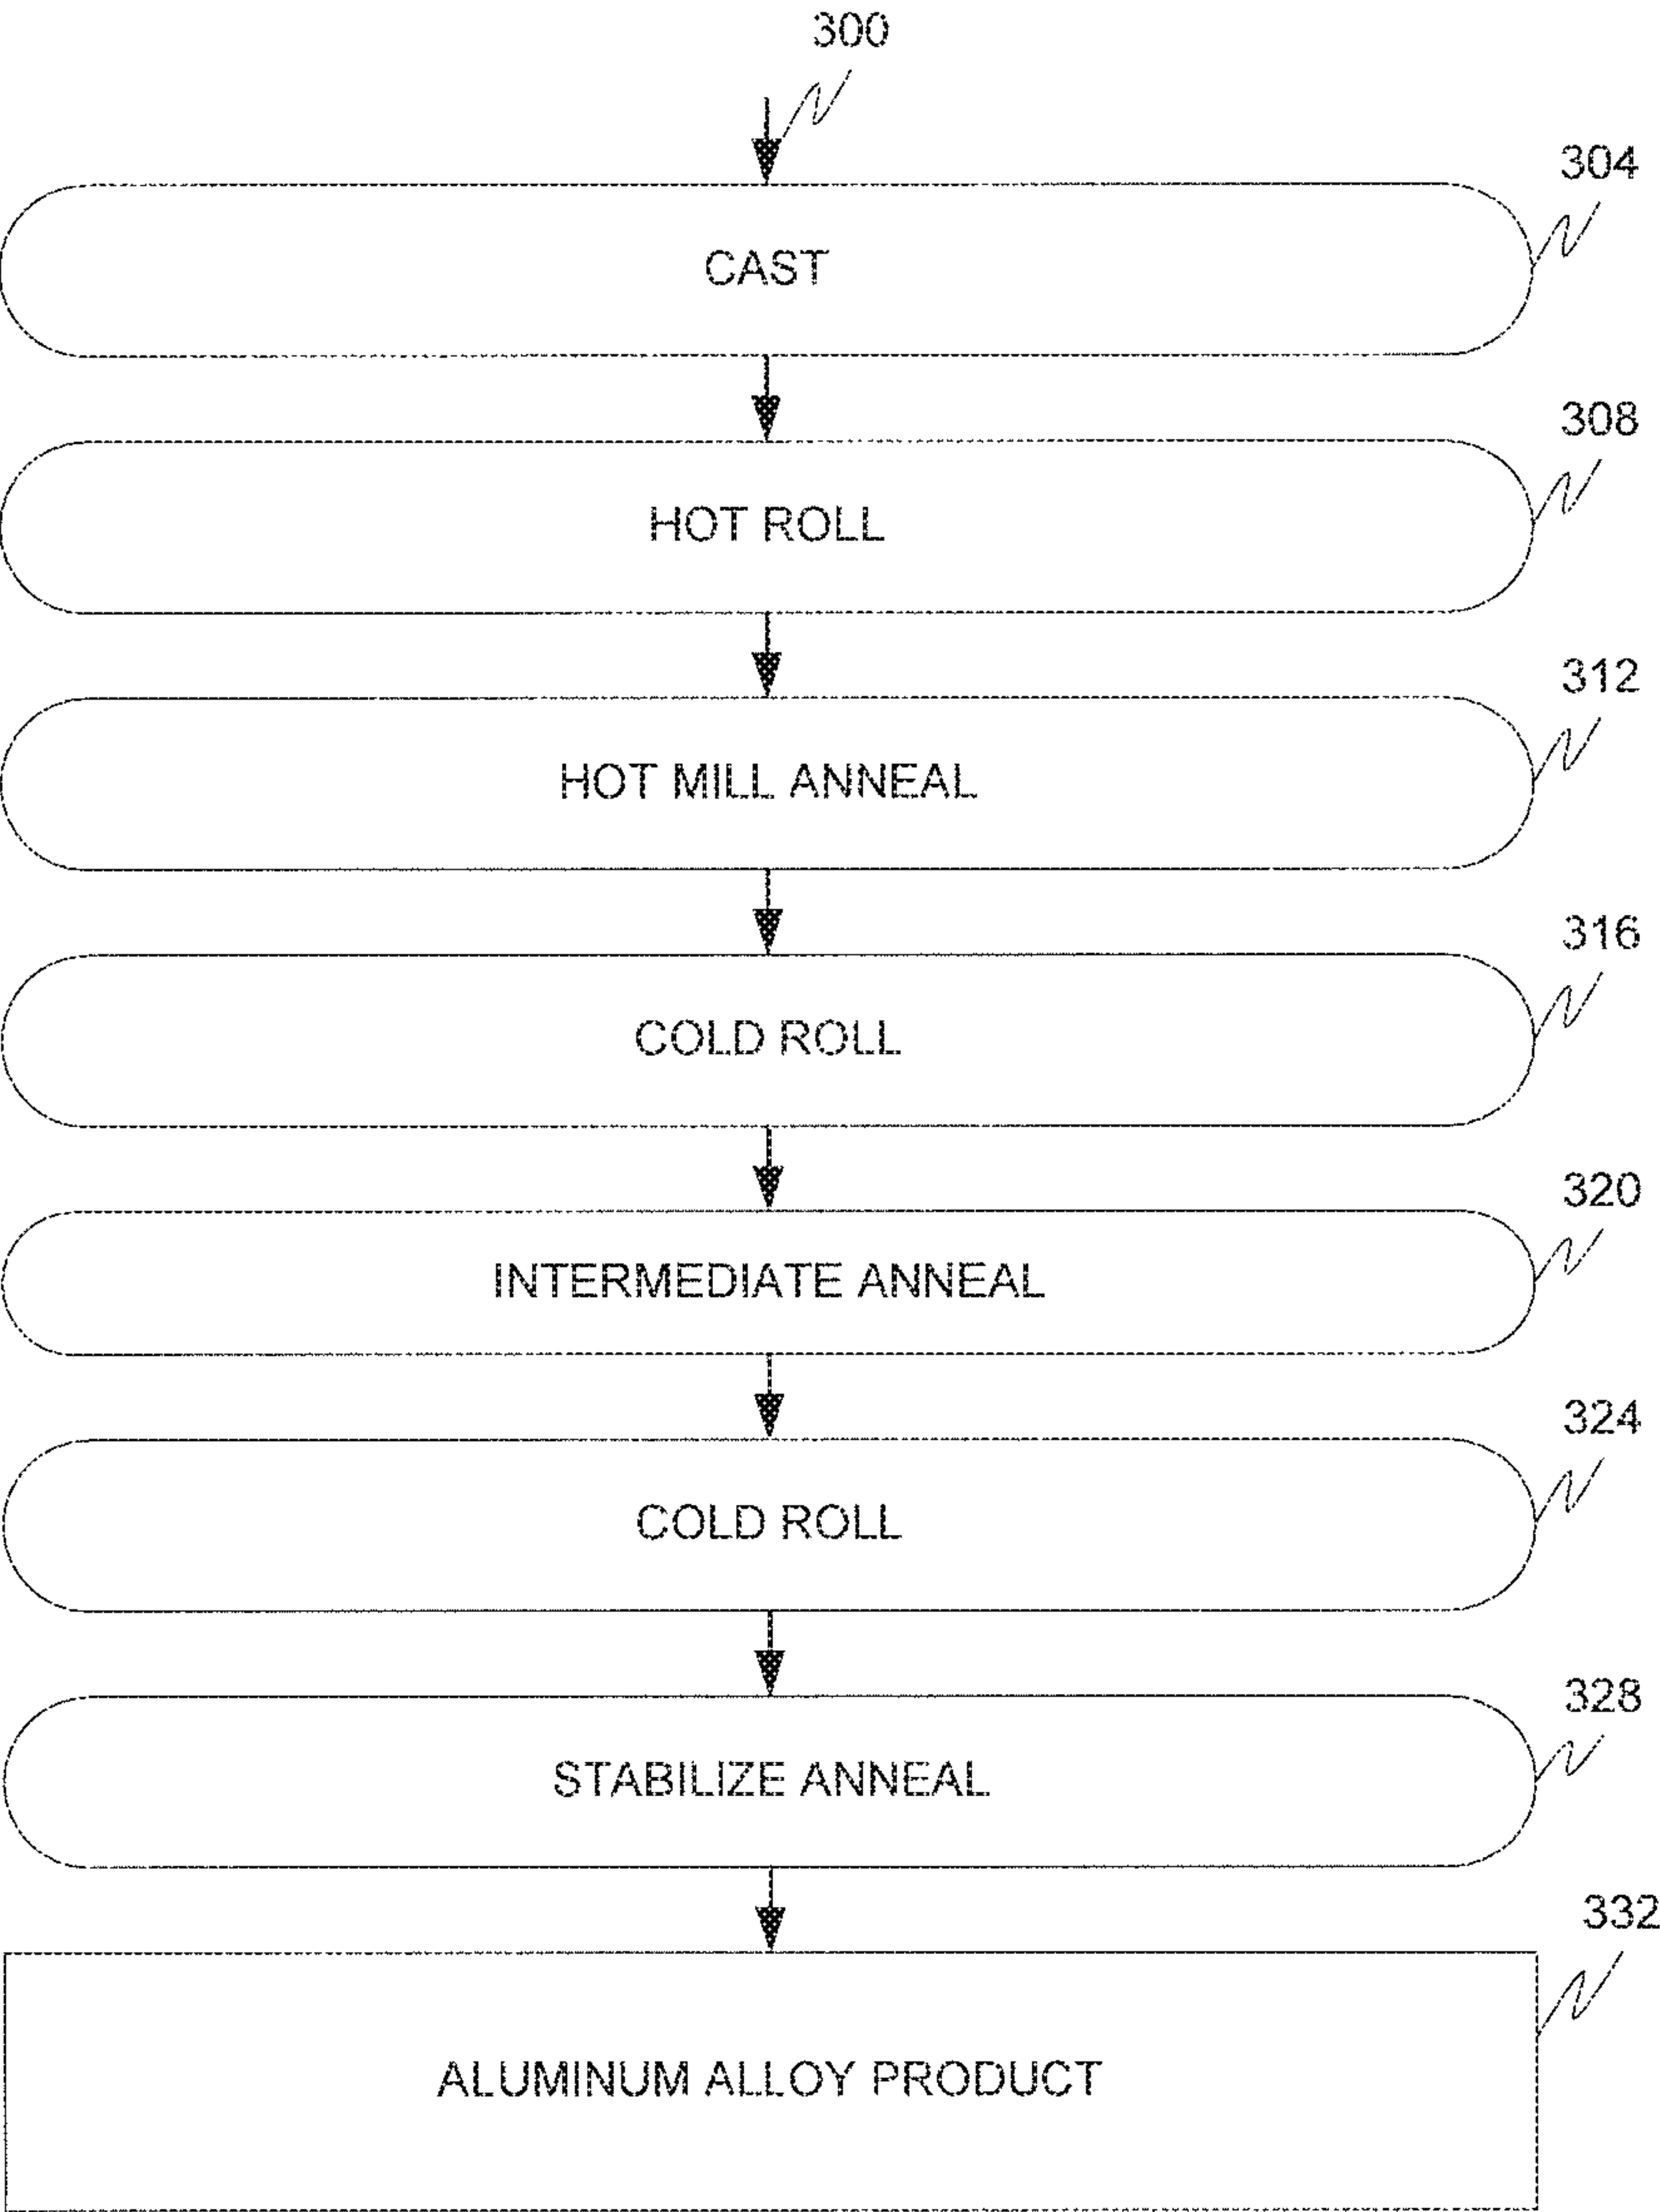 300
304
CAST
308
HOT ROLL
312
HOT MILL ANNEAL
316
COLD ROLL
320
INTERMEDIATE ANNEAL
324
COLD ROLL
328
STABILIZE ANNEAL
332
ALUMINUM ALLOY PRODUCT